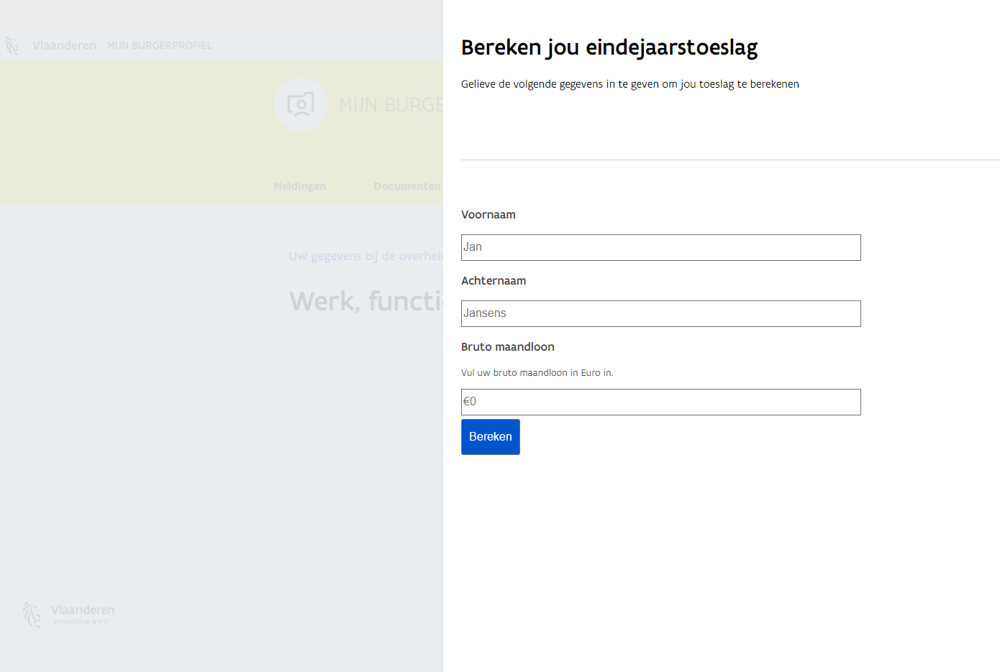 Vlaanderen MIJN BURGERPROFIEL
MIJN BURGE
Meldingen Documenten
Uw gegevens bij de overheid
Werk, functi
Vlaanderen
verbeelding werkt
Bereken jou eindejaarstoeslag
Gelieve de volgende gegevens in te geven om jou toeslag te berekenen
Voornaam
Jan
Achternaam
Jansens
Bruto maandloon
Vul uw bruto maandloon in Euro in.
€0
Bereken